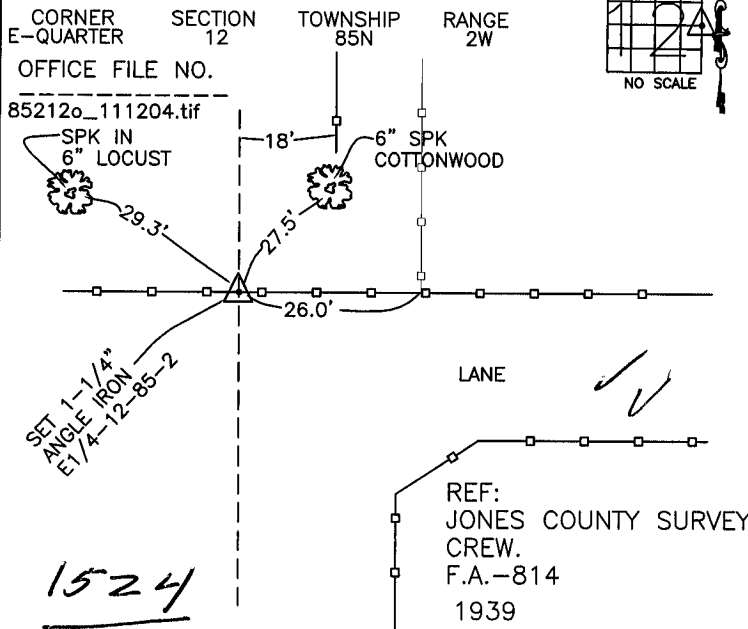 CORNER SECTION TOWNSHIP RANGE
E-QUARTER 12 85N 2W
12
NO SCALE
OFFICE FILE NO.
85212o_111204.tif
SPK IN
6" LOCUST
18'
6" SPK
COTTONWOOD
29.3'
27.5'
26.0'
SET 1-1/4"
ANGLE IRON
E1/4-12-85-2
LANE
REF:
JONES COUNTY SURVEY
CREW.
F.A.-814
1939
1524